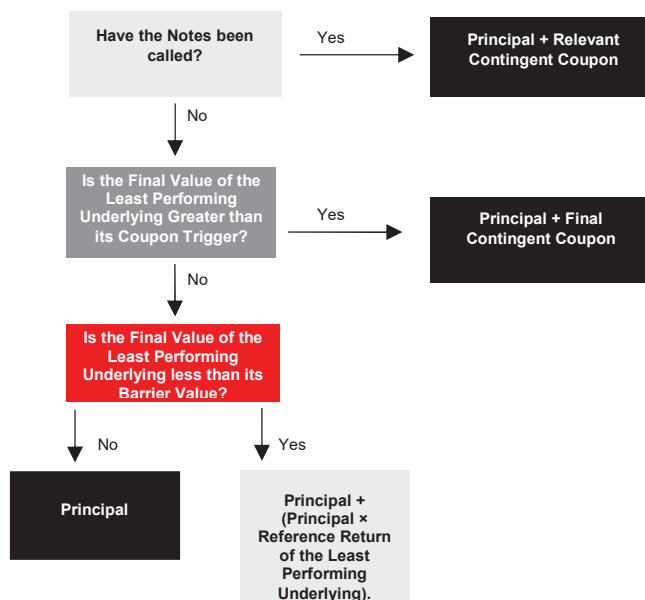 Have the Notes been
called?
Yes
Principal + Relevant
Contingent Coupon
No
Is the Final Value of the
Least Performing
Underlying Greater than
its Coupon Trigger?
Yes
Principal + Final
Contingent Coupon
No
Is the Final Value of the
Least Performing
Underlying less than its
Barrier Value?
No
Yes
Principal
Principal +
(Principal ×
Reference Return
of the Least
Performing
Underlying).